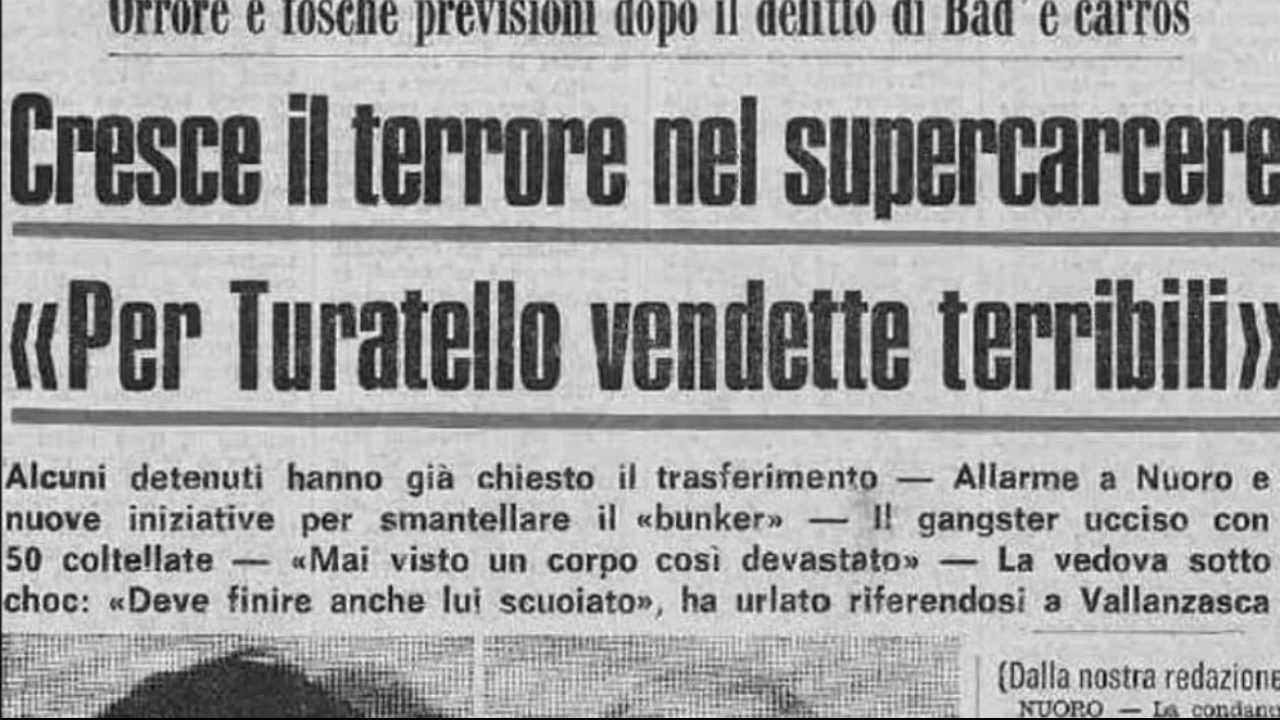 Orrore e fosche previsioni dopo il delitto di Bad 'e carros
Cresce il terrore nel supercarcere
«Per Turatello vendette terribili»
Alcuni detenuti hanno già chiesto il trasferimento — Allarme a Nuoro e
nuove iniziative per smantellare il «bunker» — Il gangster ucciso con
50 coltellate — «Mai visto un corpo così devastato» — La vedova sotto
choc: «Deve finire anche lui scuoiato», ha urlato riferendosi a Vallanzasca
(Dalla nostra redazione
NUORO — La